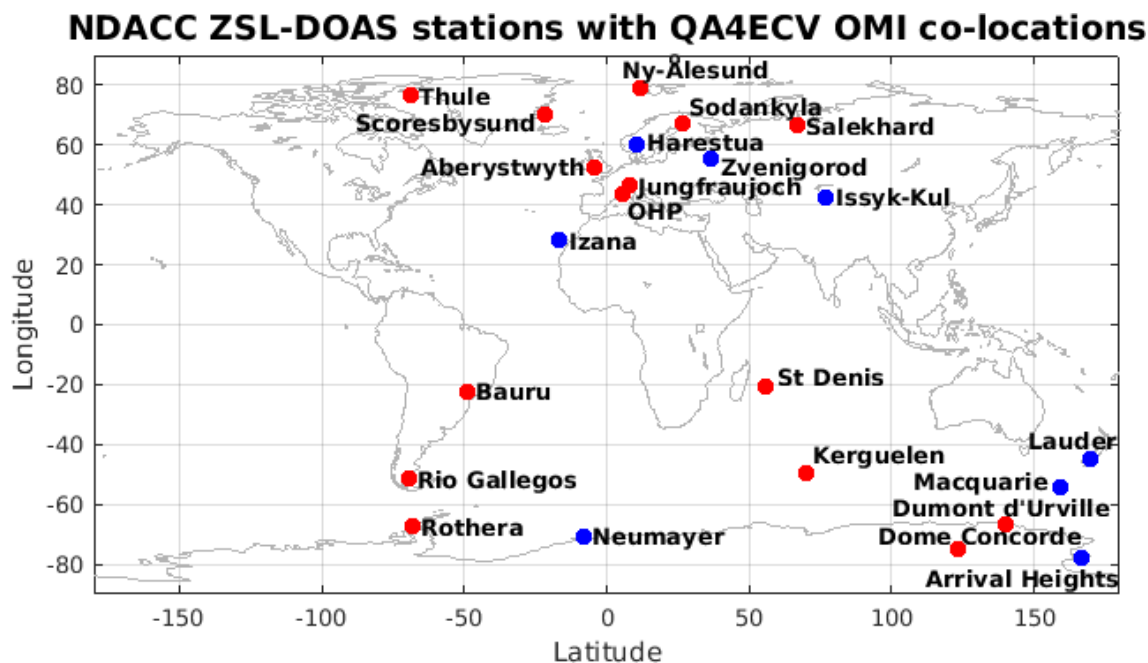 NDACC ZSL-DOAS stations with QA4ECV OMI co-locations
Ny-Ålesund
Thule
Sodankyla
Scoresbysund
Salekhard
Harestua
Aberystwyth
Zvenigorod
Jungfraujoch
Issyk-Kul
OHP
Izana
St Denis
Bauru
Lauder
Kerguelen
Rio Gallegos
Macquarie
Dumont d'Urville
Rothera
Neumayer
Dome Concorde
Arrival Heights
80
60
40
20
0
-20
-40
-60
-80
Longitude
-150
-100
-50
0
50
100
150
Latitude